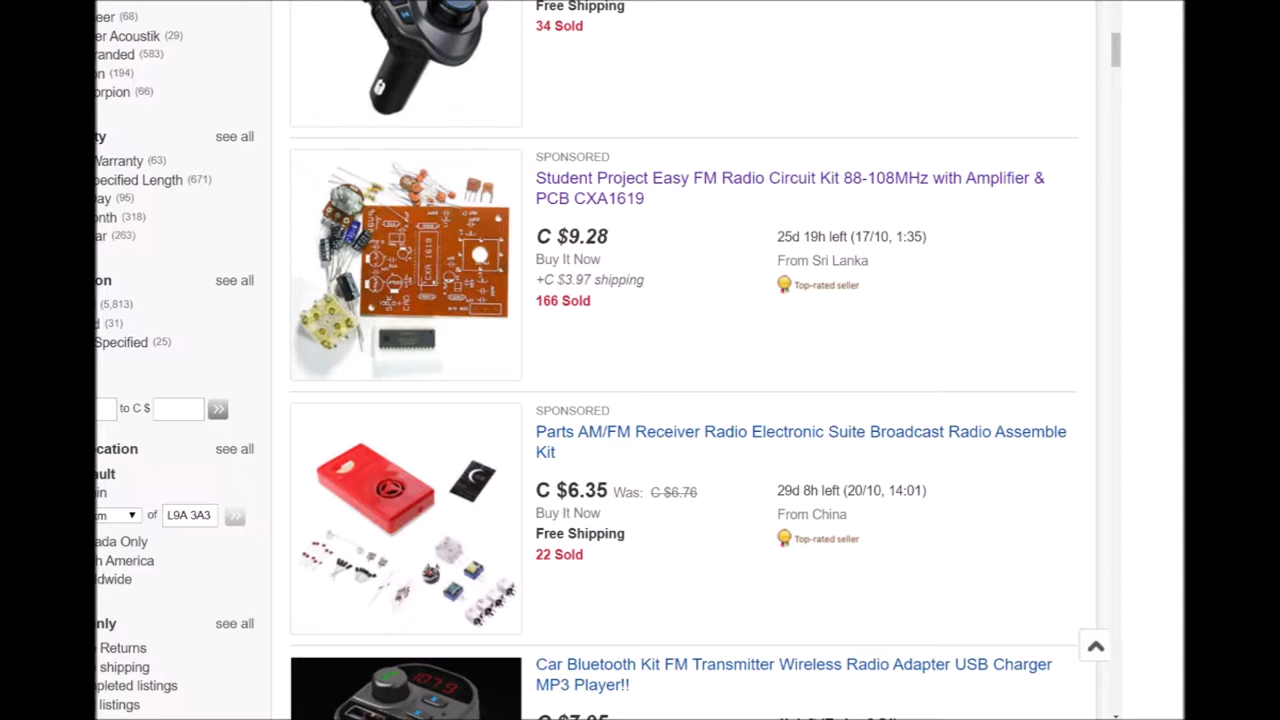 eer (68)
er Acoustik (29)
randed (583)
on (194)
orpion (66)
ty
see all
Warranty (63)
pecified Length (671)
ay (95)
onth (318)
ar (263)
on
see all
(5,813)
d (31)
Specified (25)
to C $
cation
see all
ault
in
km
of
L9A 3A3
ada Only
h America
ldwide
nly
see all
Returns
shipping
mpleted listings
listings
Free Shipping
34 Sold
SPONSORED
Student Project Easy FM Radio Circuit Kit 88-108MHz with Amplifier &
PCB CXA1619
C $9.28
Buy It Now
+C $3.97 shipping
166 Sold
25d 19h left (17/10, 1:35)
From Sri Lanka
Top-rated seller
CXA 1619
SPONSORED
Parts AM/FM Receiver Radio Electronic Suite Broadcast Radio Assemble
Kit
C $6.35 Was: C $6.76
Buy It Now
Free Shipping
22 Sold
29d 8h left (20/10, 14:01)
From China
Top-rated seller
Car Bluetooth Kit FM Transmitter Wireless Radio Adapter USB Charger
MP3 Player!!
107.9